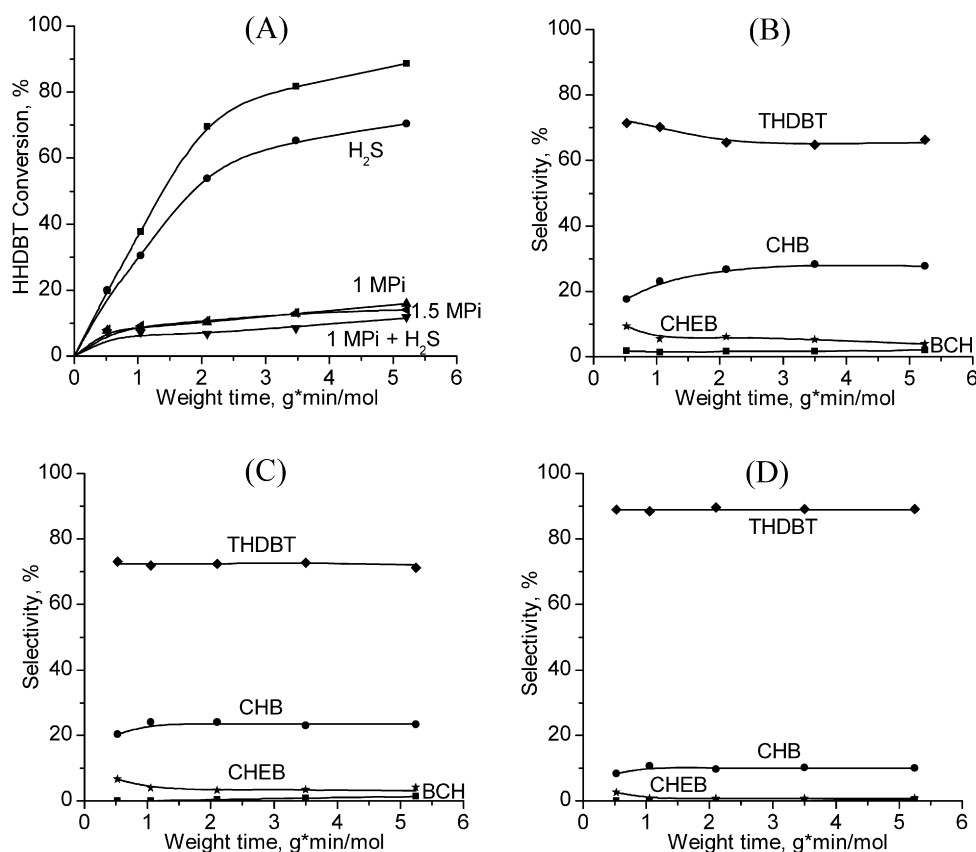 (A)
HHDBT Conversion, %
100
80
60
40
20
0
H₂S
1 MPi
1.5 MPi
1 MPi + H₂S
0 1 2 3 4 5 6
Weight time, g*min/mol
(B)
Selectivity, %
100
80
60
40
20
0
THDBT
CHB
CHEB
BCH
0 1 2 3 4 5 6
Weight time, g*min/mol
(C)
Selectivity, %
100
80
60
40
20
0
THDBT
CHB
CHEB
BCH
0 1 2 3 4 5 6
Weight time, g*min/mol
(D)
Selectivity, %
100
80
60
40
20
0
THDBT
CHB
CHEB
0 1 2 3 4 5 6
Weight time, g*min/mol